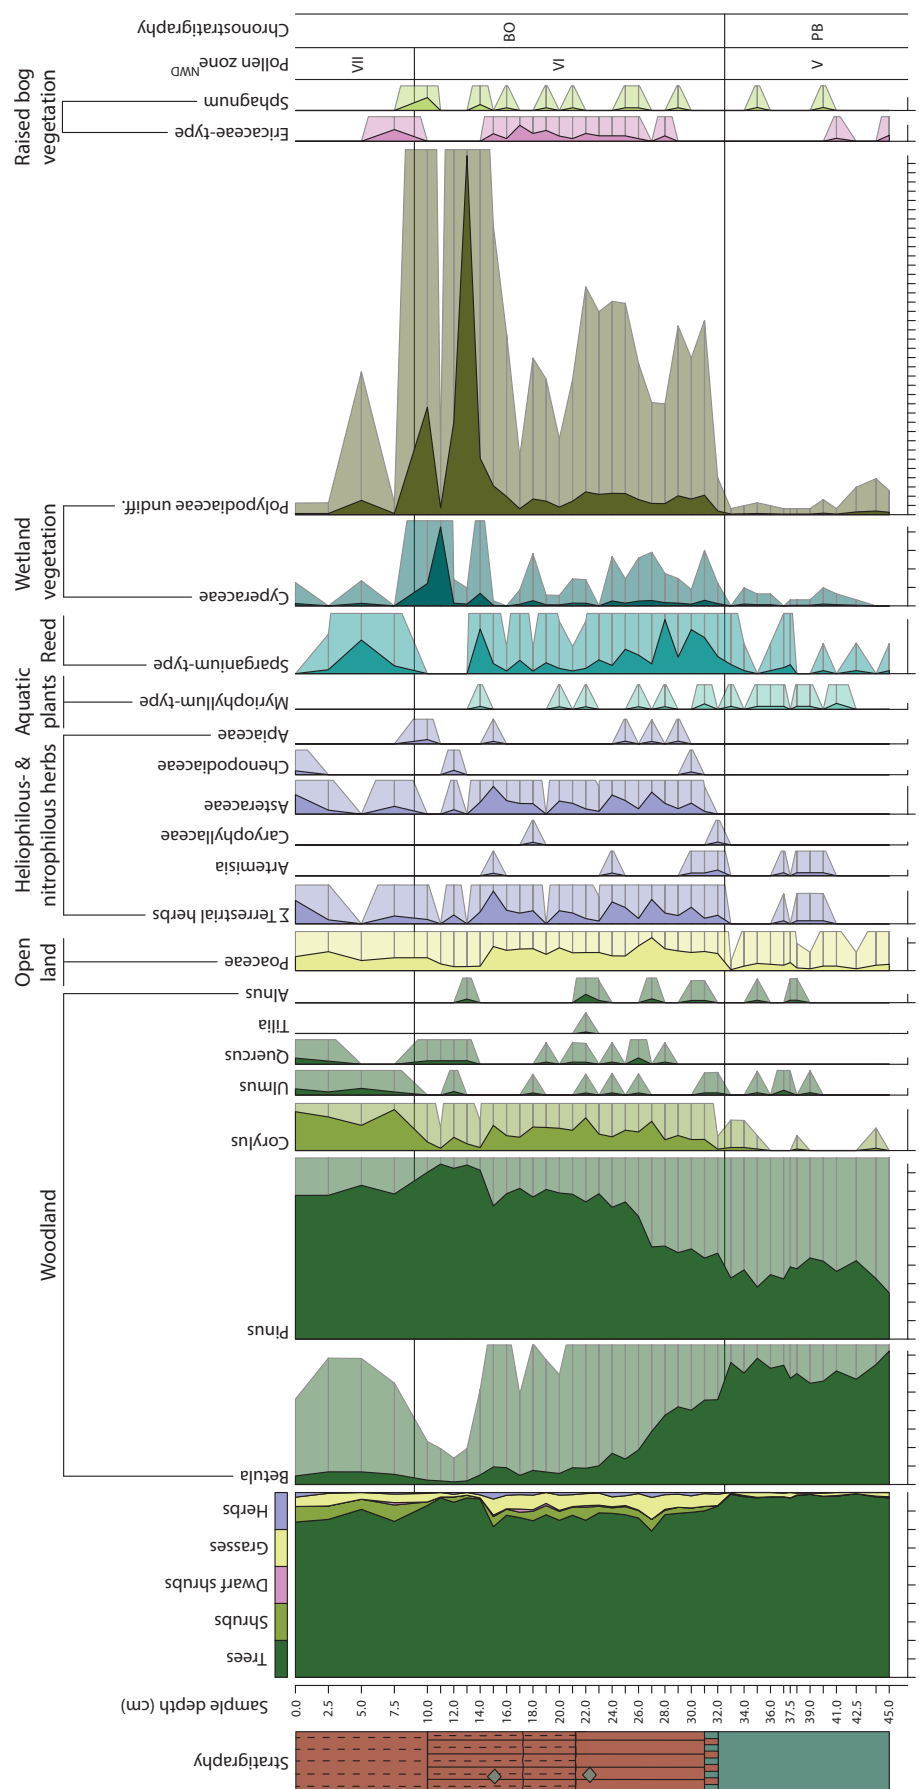 Raised bog
vegetation
Wetland
vegetation
Reed
Aquatic
plants
Heliophilous- &
nitrophilous herbs
Open
land
Woodland
Chronostratigraphy
BO
PB
Pollen zone NWD
VII
VI
V
Sphagnum
Ericaceae-type
Polypodiaceae undiff.
Cyperaceae
Sparganium-type
Myriophyllum-type
Apiaceae
Chenopodiaceae
Asteraceae
Caryophyllaceae
Artemisia
Σ Terrestrial herbs
Poaceae
Alnus
Tilia
Quercus
Ulmus
Corylus
Pinus
Betula
Herbs
Grasses
Dwarf shrubs
Shrubs
Trees
Sample depth (cm)
0.0
2.5
5.0
7.5
10.0
12.0
14.0
16.0
18.0
20.0
22.0
24.0
26.0
28.0
30.0
32.0
34.0
36.0
37.5
39.0
41.0
42.5
45.0
Stratigraphy